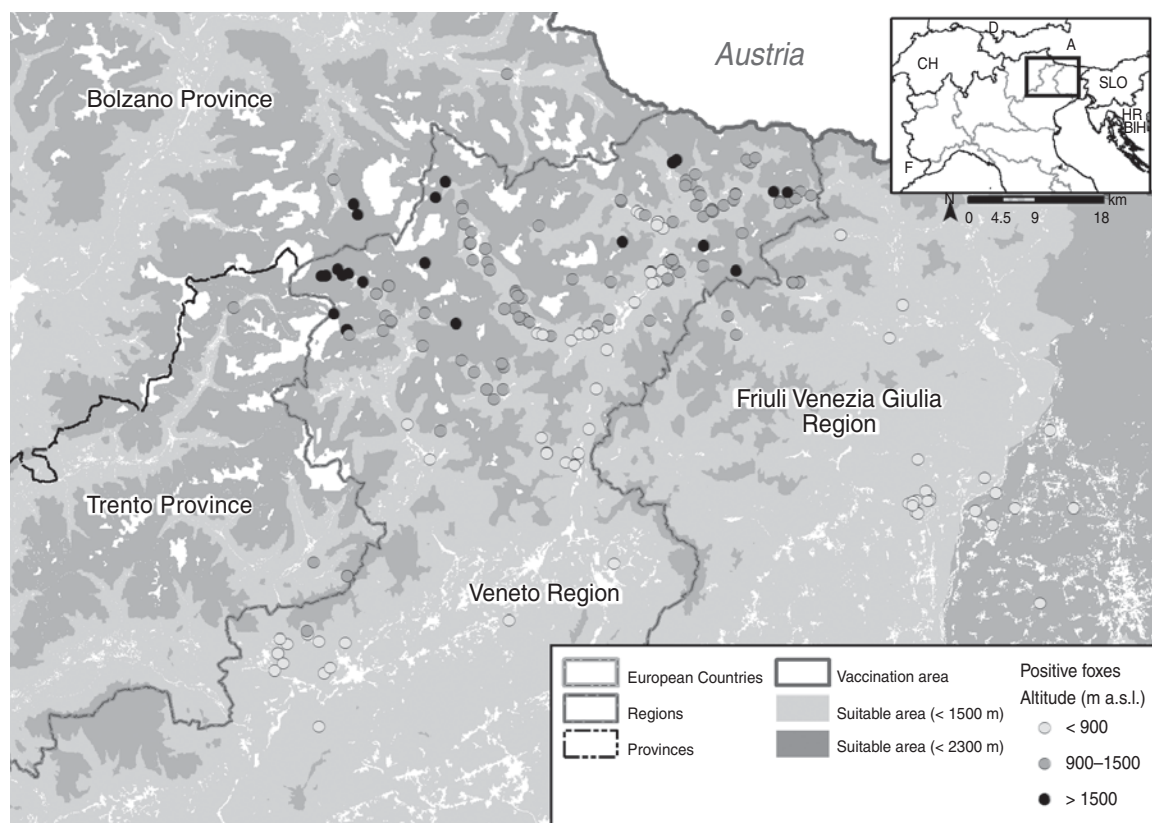 Austria
D
A
CH
SLO
HR
BIH
F
N
km
0 4.5 9 18
Bolzano Province
Friuli Venezia Giulia
Region
Trento Province
Veneto Region
European Countries
Regions
Provinces
Vaccination area
Suitable area (< 1500 m)
Suitable area (< 2300 m)
Positive foxes
Altitude (m a.s.l.)
< 900
900–1500
> 1500